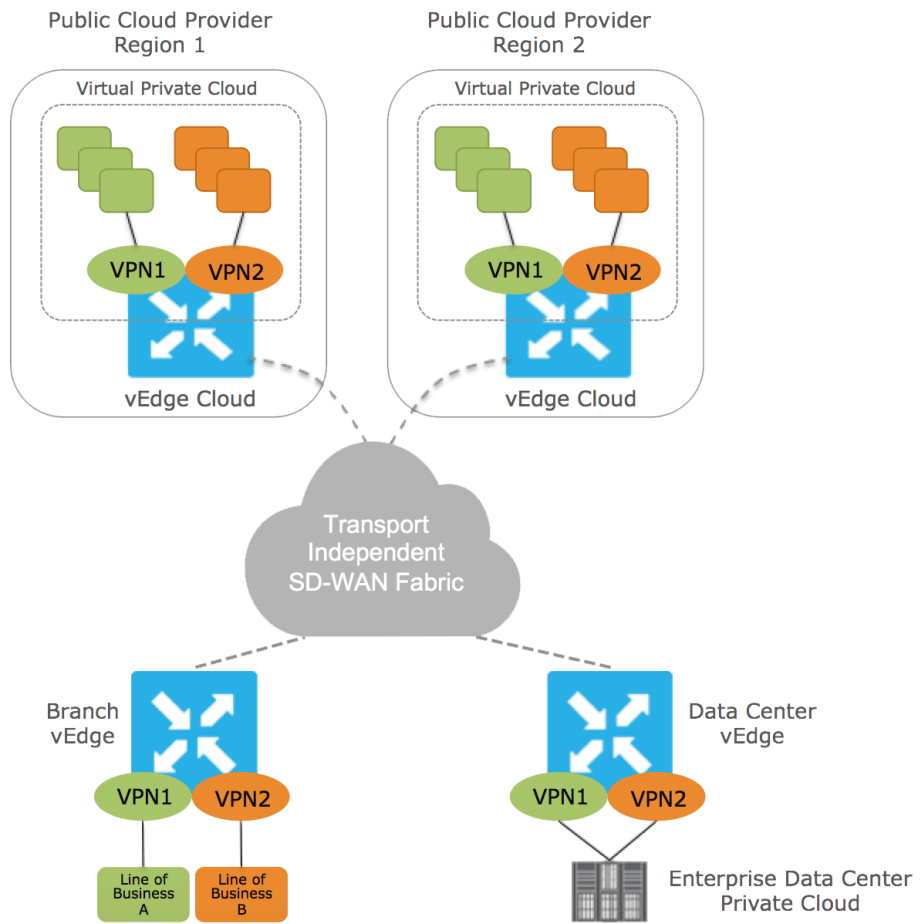 Public Cloud Provider
Region 1
Public Cloud Provider
Region 2
Virtual Private Cloud
Virtual Private Cloud
VPN1
VPN2
VPN1
VPN2
vEdge Cloud
vEdge Cloud
Transport
Independent
SD-WAN Fabric
Branch
vEdge
Data Center
vEdge
VPN1
VPN2
VPN1
VPN2
Line of
Business
A
Line of
Business
B
Enterprise Data Center
Private Cloud